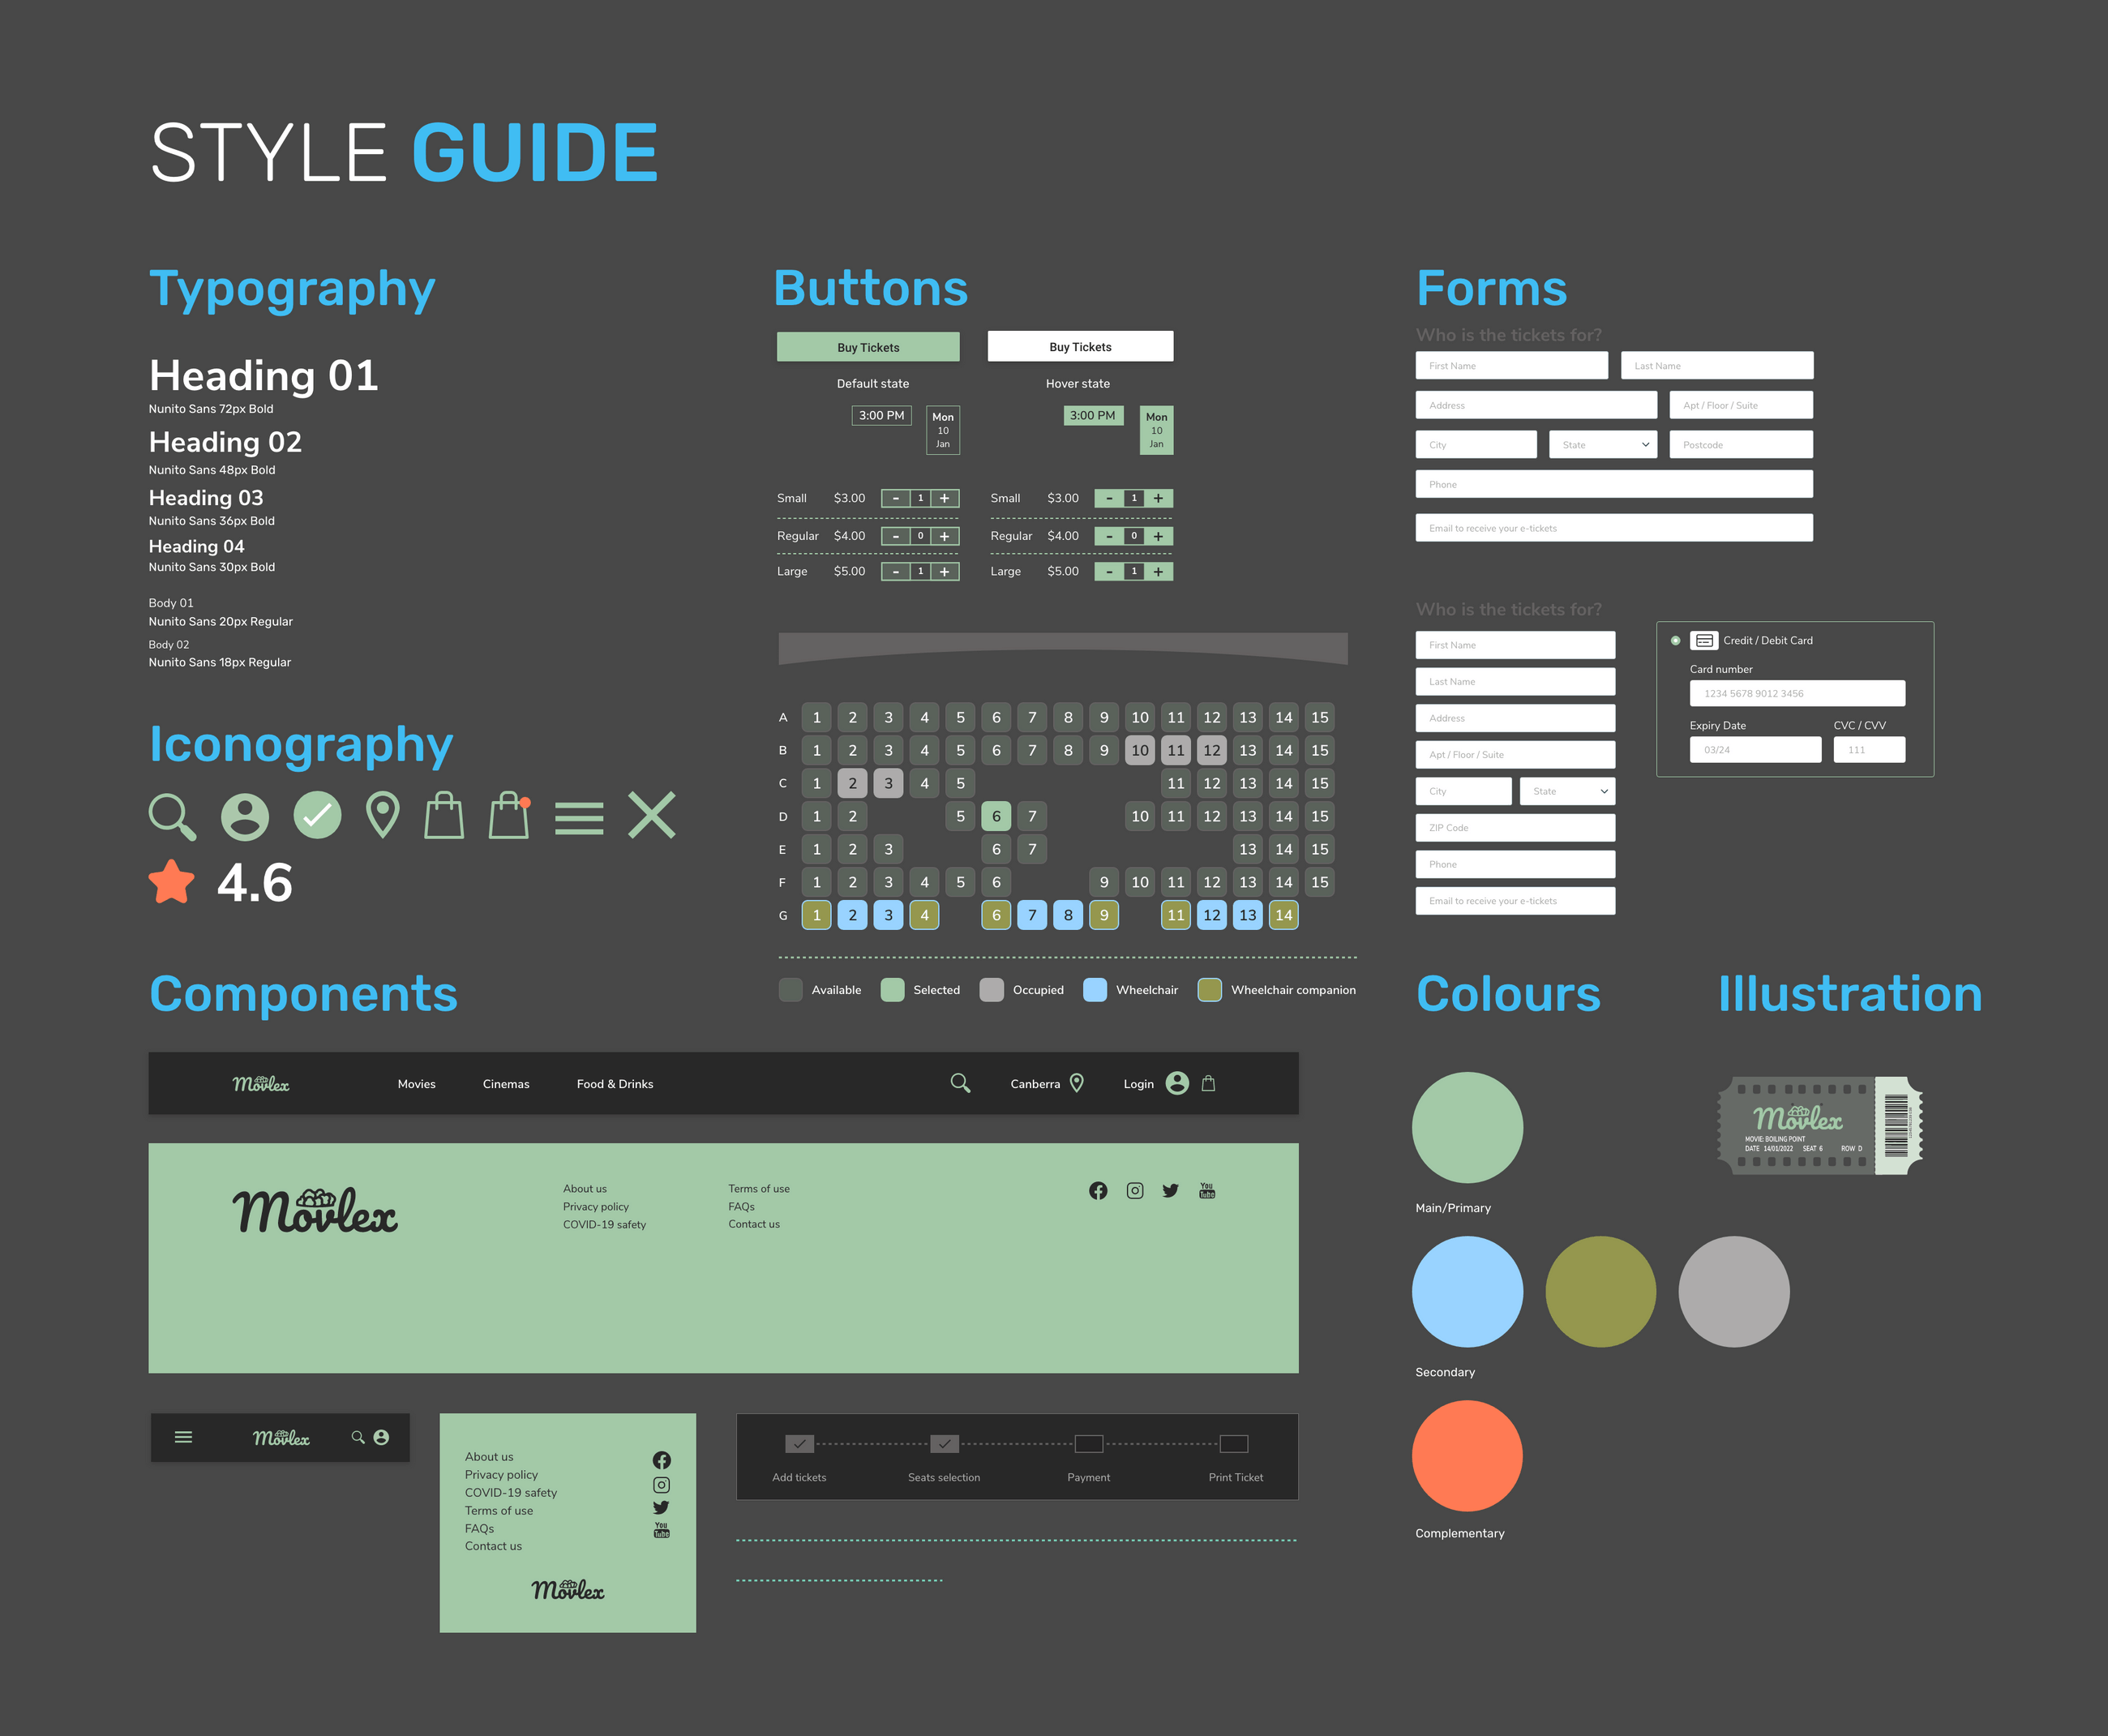 STYLE GUIDE
Typography
Heading 01
Nunito Sans 72px Bold
Heading 02
Nunito Sans 48px Bold
Heading 03
Nunito Sans 36px Bold
Heading 04
Nunito Sans 30px Bold
Body 01
Nunito Sans 20px Regular
Body 02
Nunito Sans 18px Regular
Iconography
4.6
Buttons
Buy Tickets Buy Tickets
Default state Hover state
3:00 PM Mon 3:00 PM Mon
10 10
Jan Jan
Small $3.00 - 1 + Small $3.00 - 1 +
Regular $4.00 - 0 + Regular $4.00 - 0 +
Large $5.00 - 1 + Large $5.00 - 1 +
A 1 2 3 4 5 6 7 8 9 10 11 12 13 14 15
B 1 2 3 4 5 6 7 8 9 10 11 12 13 14 15
C 1 2 3 4 5 11 12 13 14 15
D 1 2 5 6 7 10 11 12 13 14 15
E 1 2 3 6 7 13 14 15
F 1 2 3 4 5 6 9 10 11 12 13 14 15
G 1 2 3 4 6 7 8 9 11 12 13 14
Available Selected Occupied Wheelchair Wheelchair companion
Forms
Who is the tickets for?
First Name Last Name
Address Apt / Floor / Suite
City State Postcode
Phone
Email to receive your e-tickets
Who is the tickets for?
First Name
Last Name
Address
Apt / Floor / Suite
City State
ZIP Code
Phone
Email to receive your e-tickets
Credit / Debit Card
Card number
1234 5678 9012 3456
Expiry Date CVC / CVV
03/24 111
Components
Movlex Movies Cinemas Food & Drinks Canberra Login
Movlex
About us Terms of use
Privacy policy FAQs
COVID-19 safety Contact us
You
Tube
Movlex
About us
Privacy policy
COVID-19 safety
Terms of use
FAQs
Contact us
You
Tube
Movlex
Add tickets Seats selection Payment Print Ticket
Colours
Main/Primary
Secondary
Complementary
Illustration
Movlex
MOVIE: BOILING POINT
DATE 14/01/2022 SEAT 6 ROW D